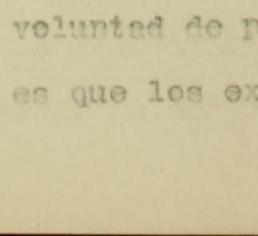 voluntad de p
es que los ex